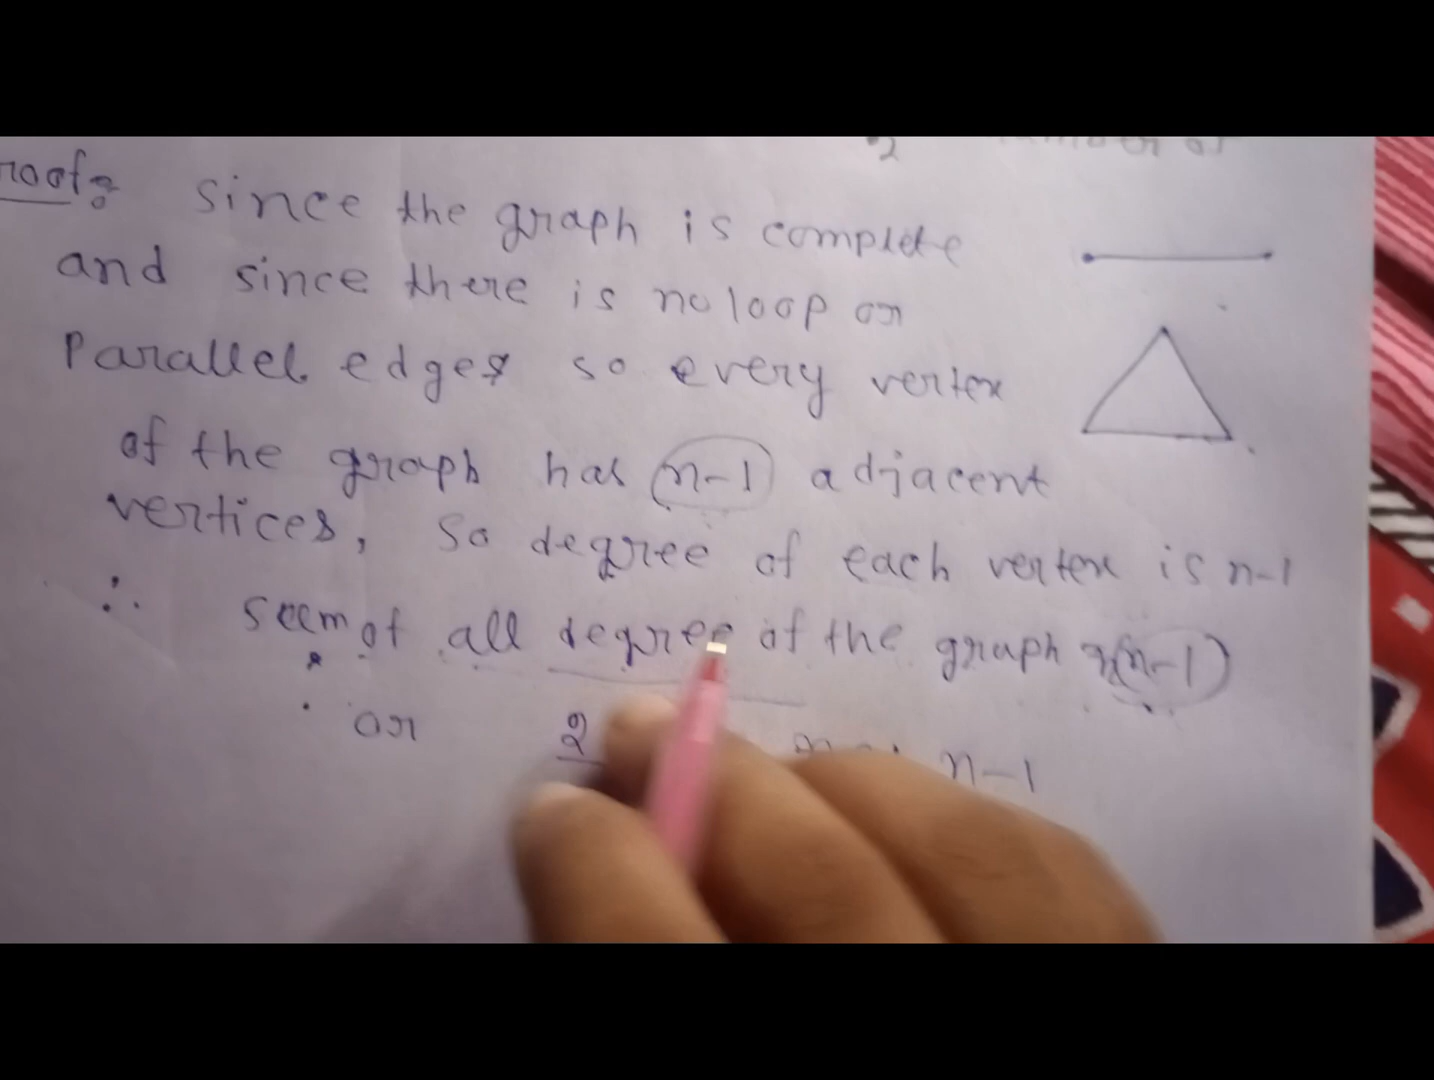 roof:
since the graph is complete
and since there is no loop or
Parallel edges so every vertex
of the graph has n-1 adjacent
vertices, so degree of each vertex is n-1
∴ sum of all degree of the graph n(n-1)
or 2 n-1